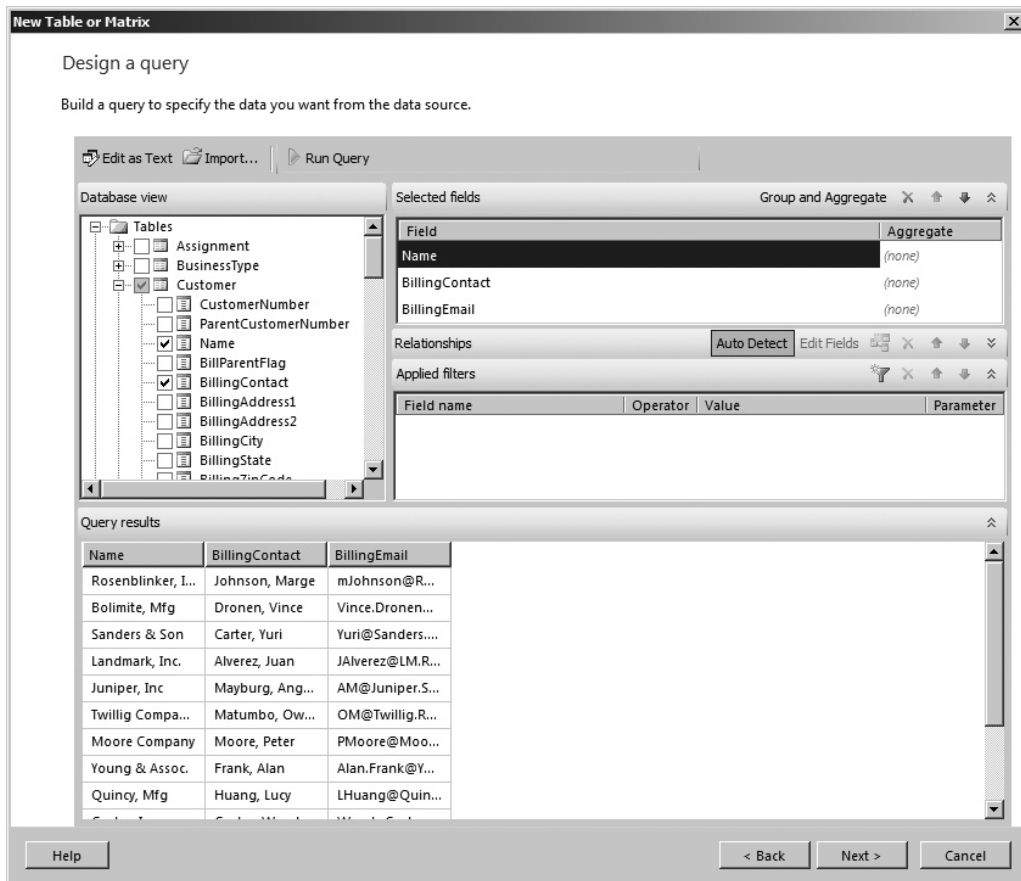 New Table or Matrix
Design a query
Build a query to specify the data you want from the data source.
Edit as Text Import... Run Query
Database view
Tables
Assignment
BusinessType
Customer
CustomerNumber
ParentCustomerNumber
Name
BillParentFlag
BillingContact
BillingAddress1
BillingAddress2
BillingCity
BillingState
BillingZipCode
Selected fields Group and Aggregate
Field Aggregate
Name (none)
BillingContact (none)
BillingEmail (none)
Relationships Auto Detect Edit Fields
Applied filters
Field name Operator Value Parameter
Query results
Name BillingContact BillingEmail
Rosenblinker, I... Johnson, Marge mJohnson@R...
Bolimite, Mfg Dronen, Vince Vince.Dronen...
Sanders & Son Carter, Yuri Yuri@Sanders....
Landmark, Inc. Alverez, Juan JAlverez@LM.R...
Juniper, Inc Mayburg, Ang... AM@Juniper.S...
Twillig Compa... Matumbo, Ow... OM@Twillig.R...
Moore Company Moore, Peter PMoore@Moo...
Young & Assoc. Frank, Alan Alan.Frank@Y...
Quincy, Mfg Huang, Lucy LHuang@Quin...
Help < Back Next > Cancel